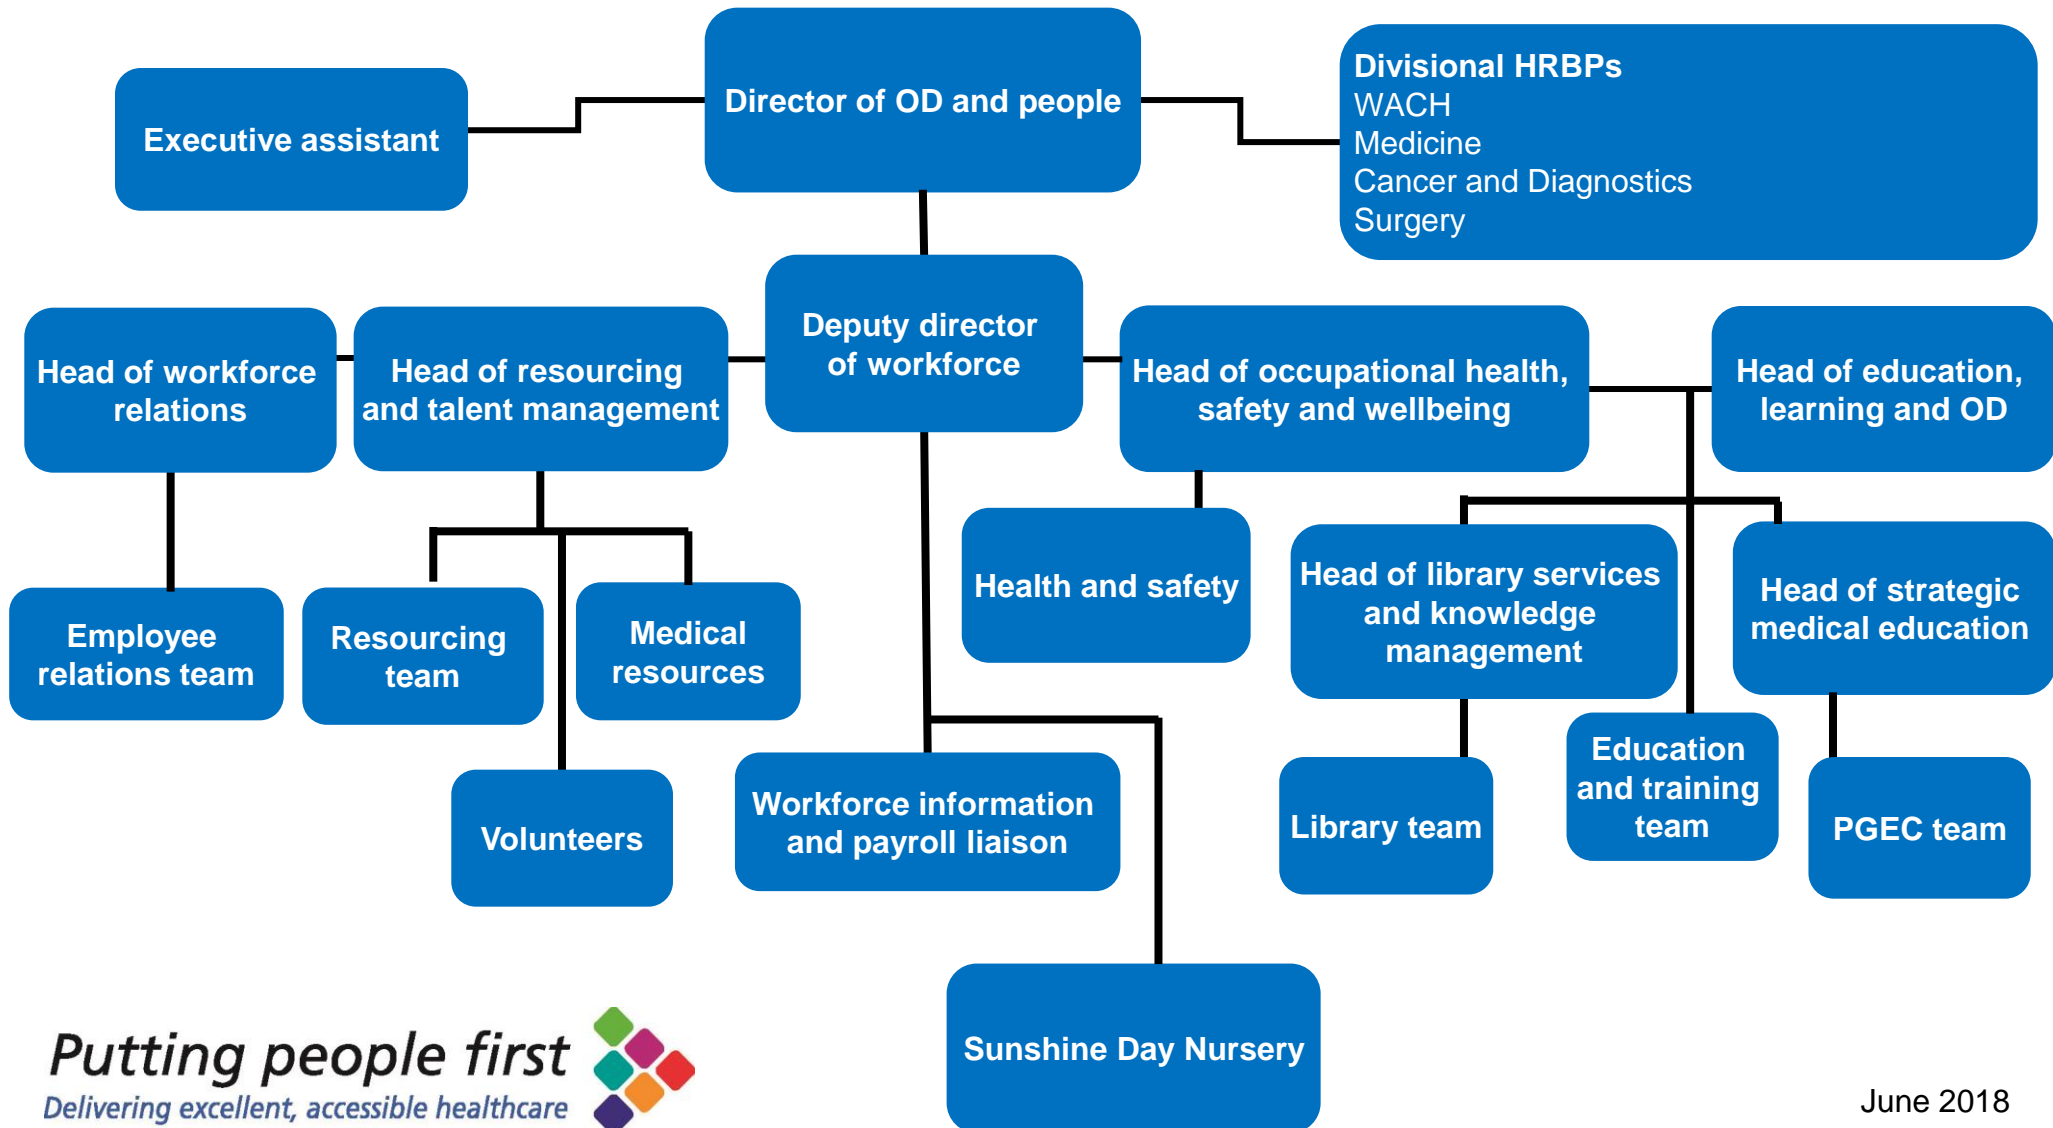 Director of OD and people
Executive assistant
Divisional HRBPs
WACH
Medicine
Cancer and Diagnostics
Surgery
Deputy director
of workforce
Head of workforce
relations
Head of resourcing
and talent management
Head of occupational health,
safety and wellbeing
Head of education,
learning and OD
Employee
relations team
Resourcing
team
Medical
resources
Health and safety
Head of library services
and knowledge
management
Head of strategic
medical education
Volunteers
Workforce information
and payroll liaison
Library team
Education
and training
team
PGEC team
Sunshine Day Nursery
Putting people first
Delivering excellent, accessible healthcare
June 2018